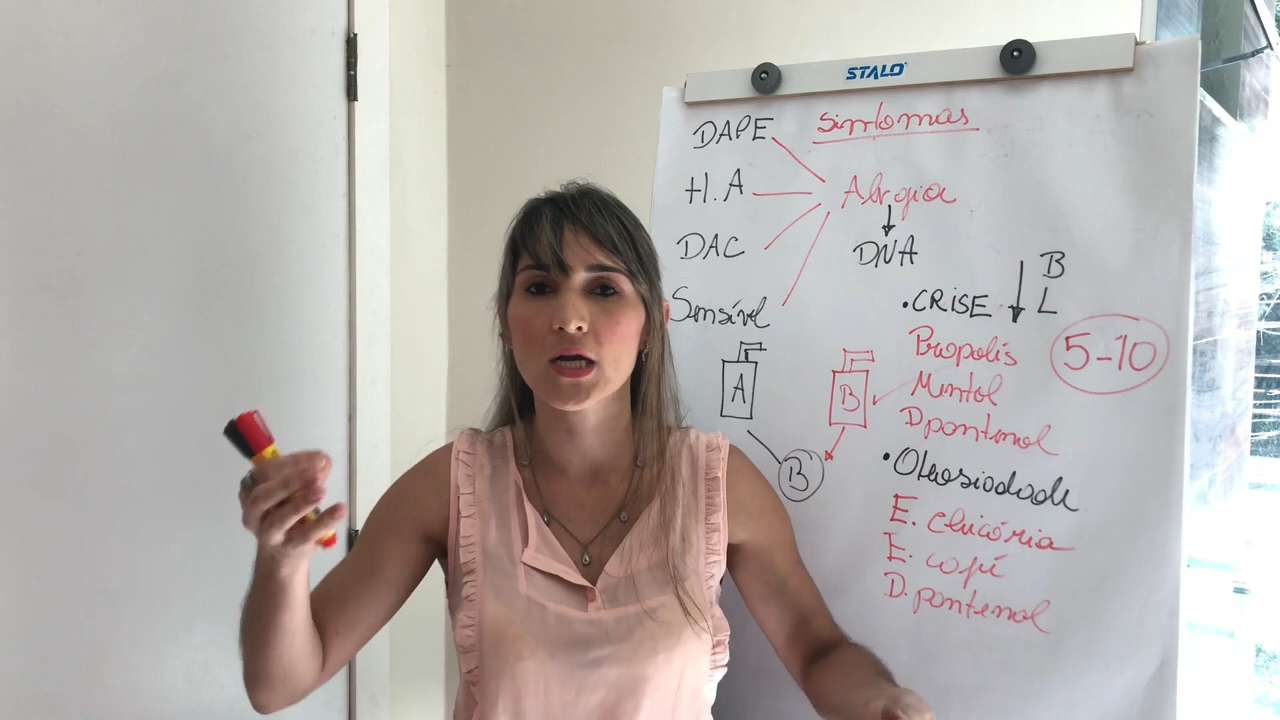 STALO
Sintomas
DAPE
H.A
Alergia
DAC
DNA
Sensível
B
L
• CRISE
5-10
Propolis
Mentol
Dpantenol
A
B
B
• Oleosidade
E. chicória
E. café
D. pantenol